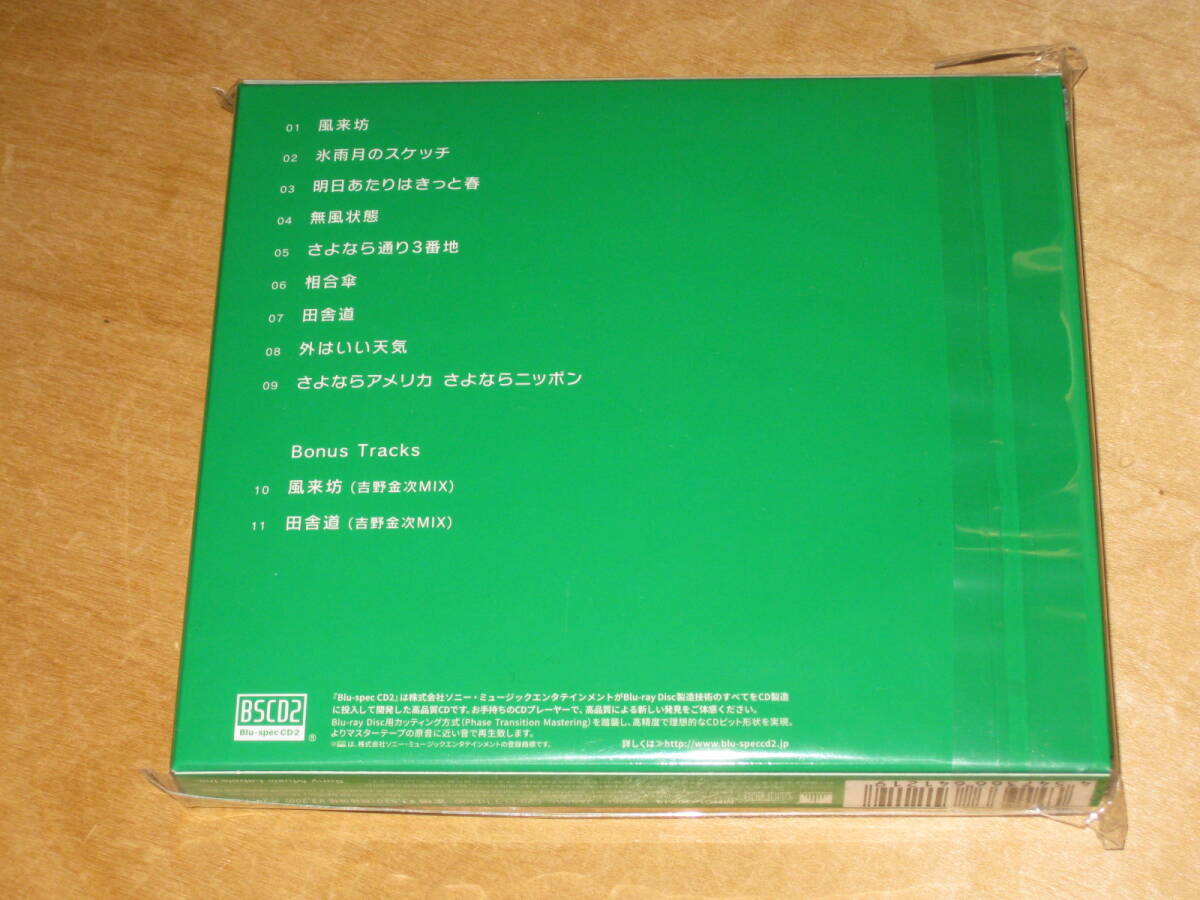 01 風来坊
02 氷雨月のスケッチ
03 明日あたりはきっと春
04 無風状態
05 さよなら通り3番地
06 相合傘
07 田舎道
08 外はいい天気
09 さよならアメリカ さよならニッポン
Bonus Tracks
10 風来坊 (吉野金次MIX)
11 田舎道 (吉野金次MIX)
BSCD2
Blu-spec CD2
®
『Blu-spec CD2』は株式会社ソニー・ミュージックエンタテインメントがBlu-ray Disc製造技術のすべてをCD製造
に投入して開発した高品質CDです。お手持ちのCDプレーヤーで、高品質による新しい発見をご体感ください。
Blu-ray Disc用カッティング方式(Phase Transition Mastering)を踏襲し、高精度で理想的なCDピット形状を実現。
よりマスターテープの原音に近い音で再生致します。
は、株式会社ソニー・ミュージックエンタテインメントの登録商標です。
詳しくは≫http://www.blu-speccd2.jp